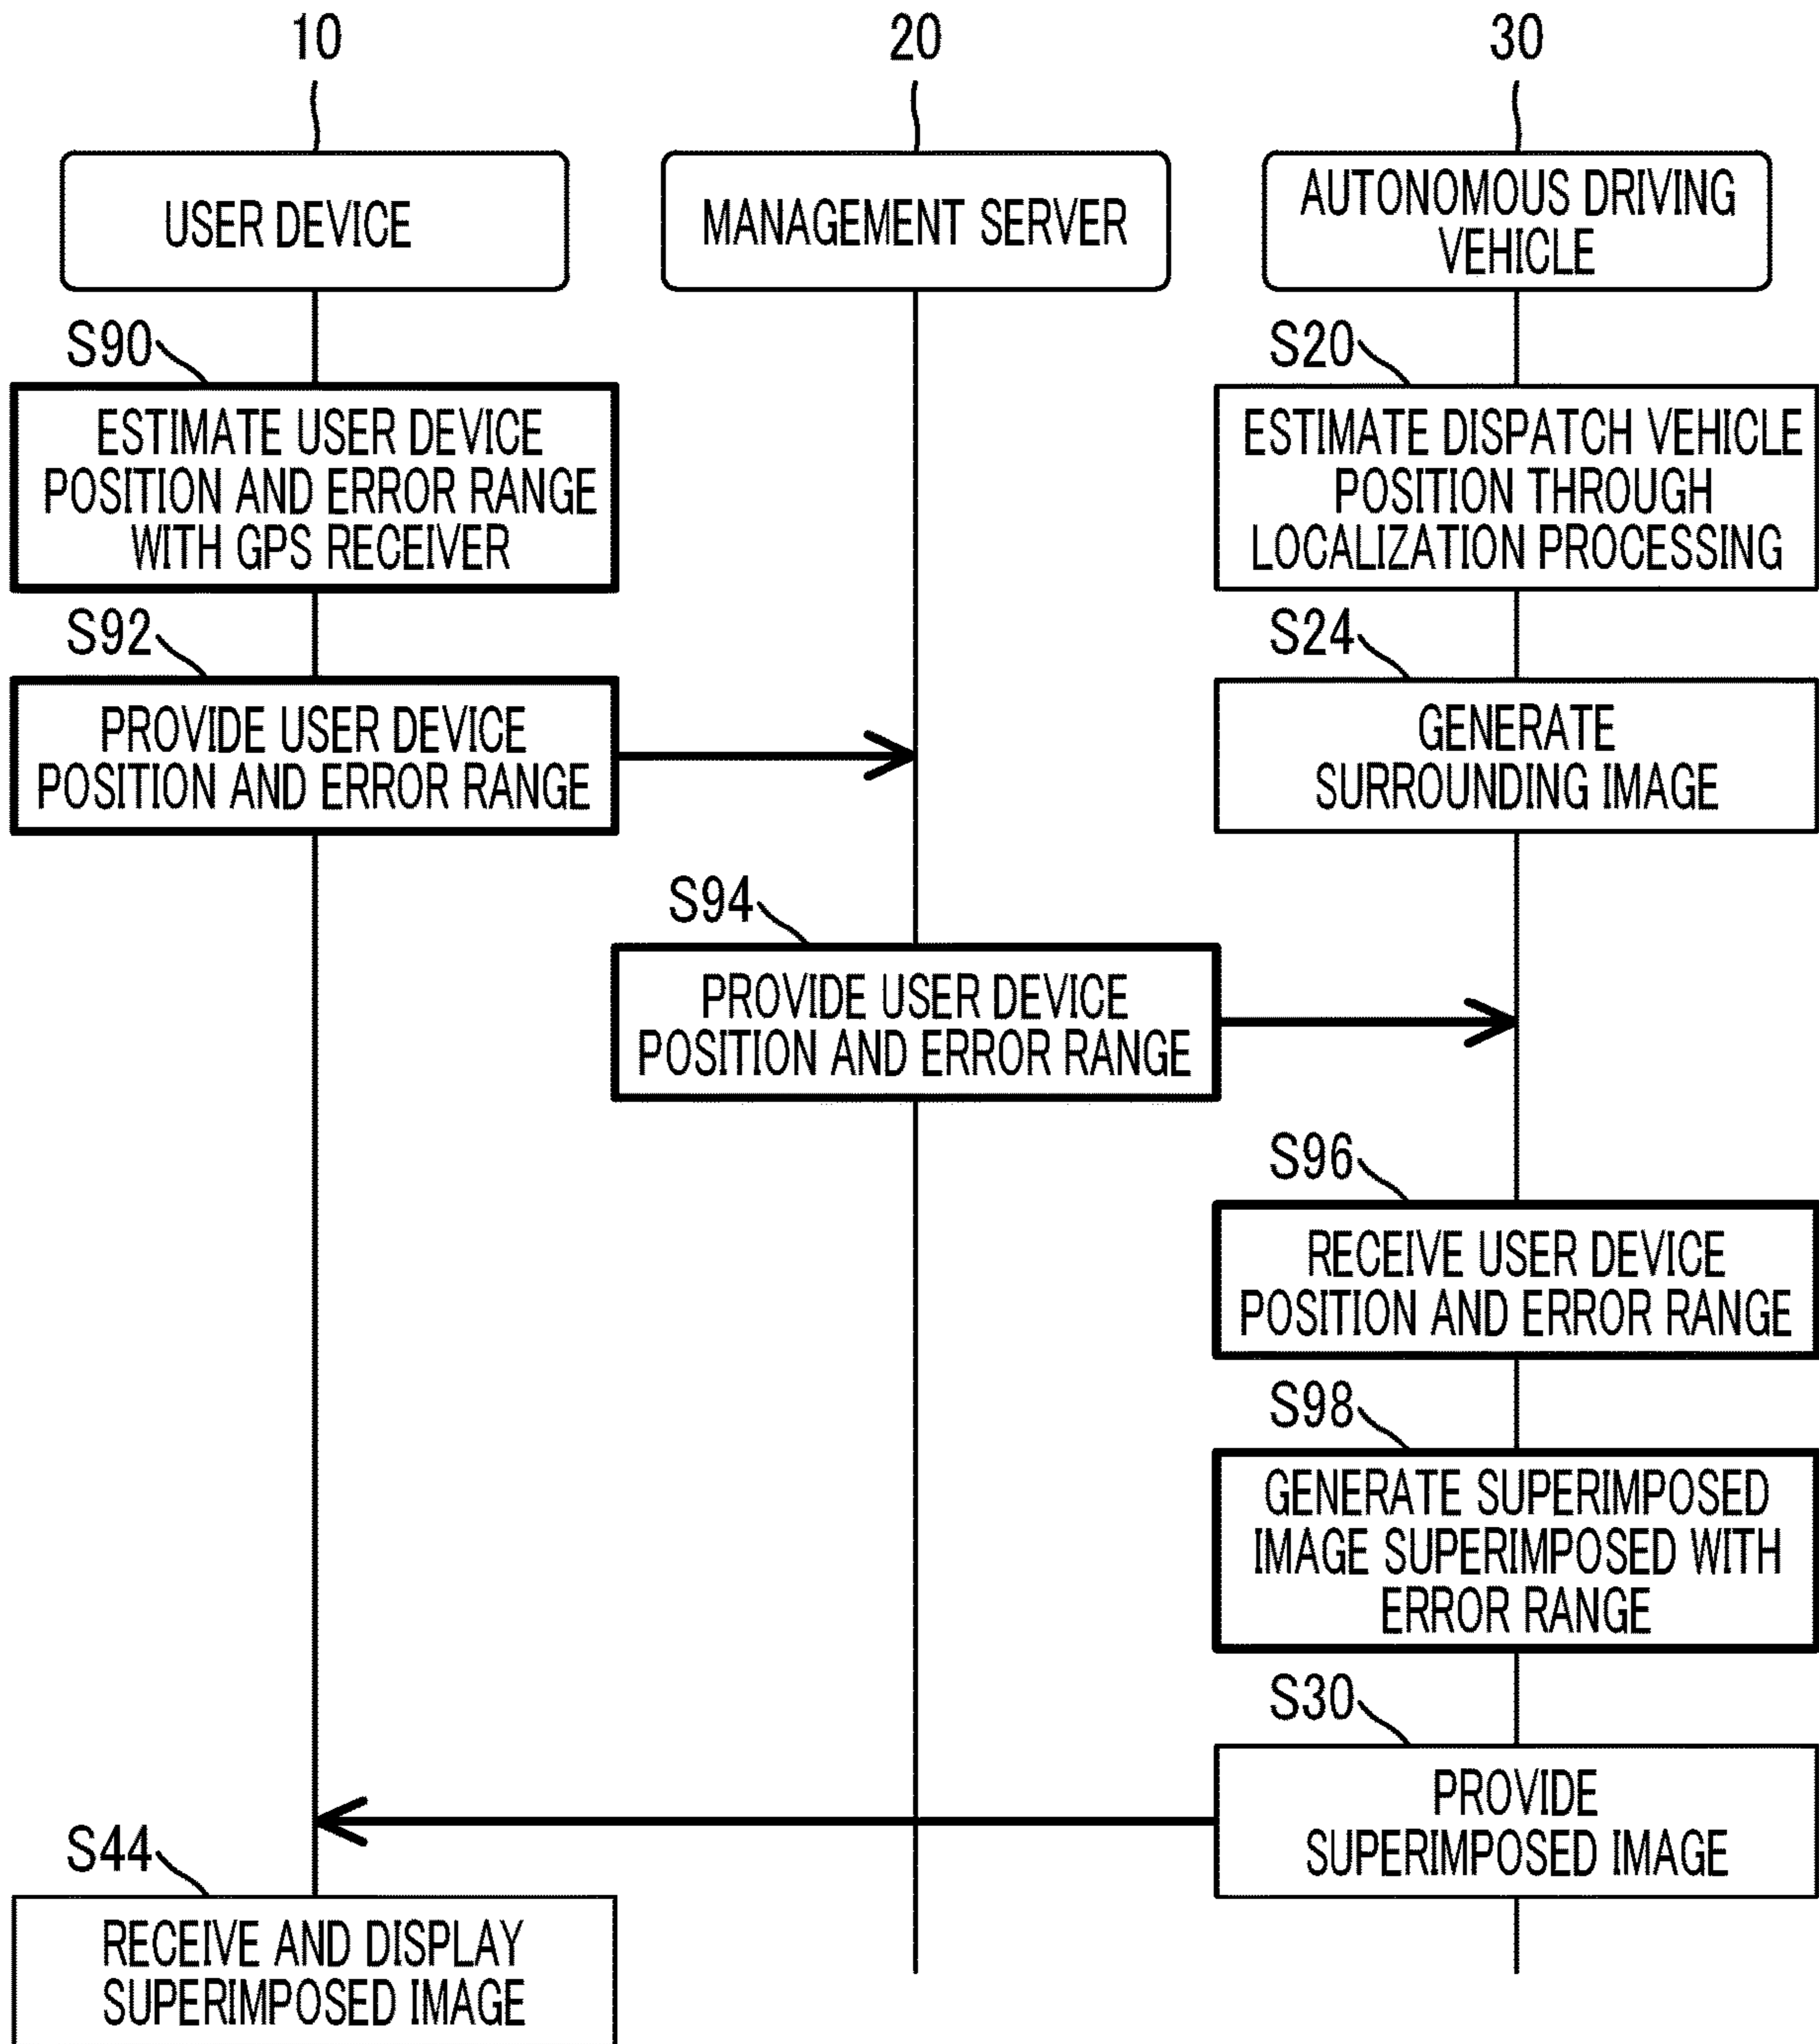 10
20
30
USER DEVICE
MANAGEMENT SERVER
AUTONOMOUS DRIVING
VEHICLE
S90
S20
ESTIMATE USER DEVICE
POSITION AND ERROR RANGE
WITH GPS RECEIVER
ESTIMATE DISPATCH VEHICLE
POSITION THROUGH
LOCALIZATION PROCESSING
S92
S24
PROVIDE USER DEVICE
POSITION AND ERROR RANGE
GENERATE
SURROUNDING IMAGE
S94
PROVIDE USER DEVICE
POSITION AND ERROR RANGE
S96
RECEIVE USER DEVICE
POSITION AND ERROR RANGE
S98
GENERATE SUPERIMPOSED
IMAGE SUPERIMPOSED WITH
ERROR RANGE
S30
PROVIDE
SUPERIMPOSED IMAGE
S44
RECEIVE AND DISPLAY
SUPERIMPOSED IMAGE